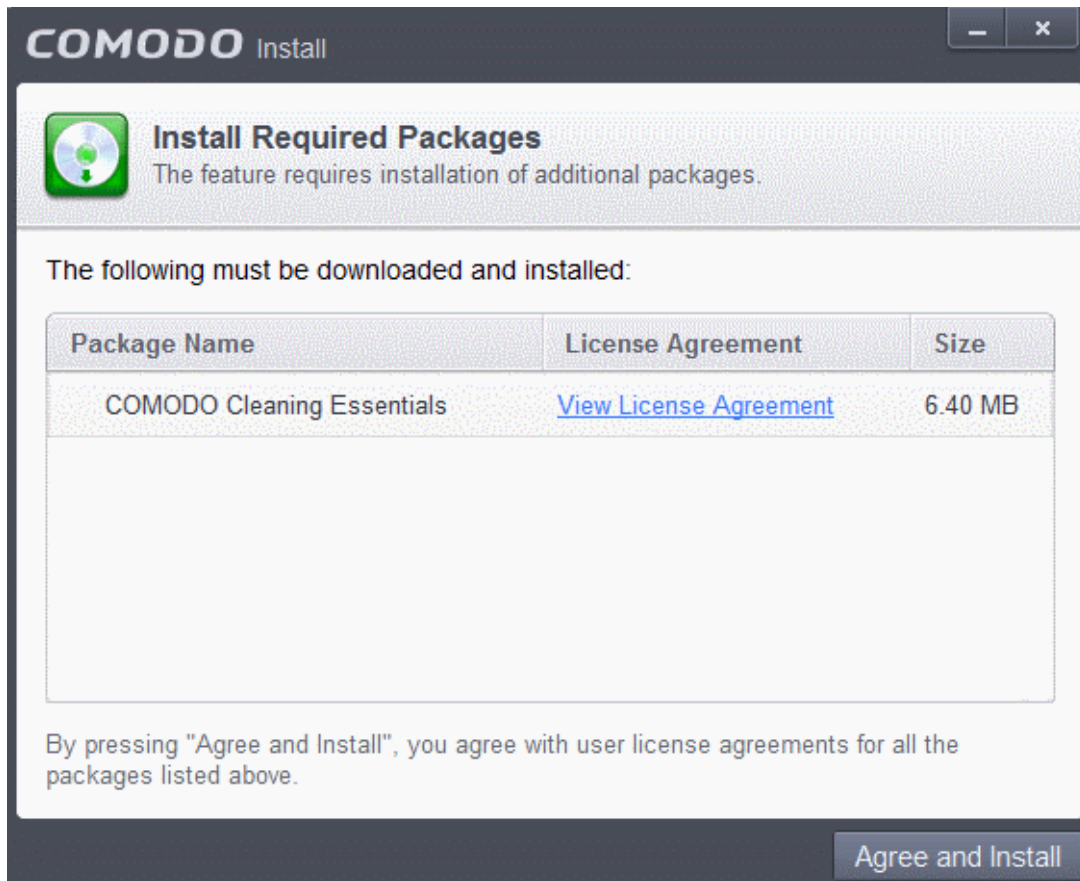 COMODO Install
Install Required Packages
The feature requires installation of additional packages.
The following must be downloaded and installed:
Package Name License Agreement Size
COMODO Cleaning Essentials View License Agreement 6.40 MB
By pressing "Agree and Install", you agree with user license agreements for all the
packages listed above.
Agree and Install